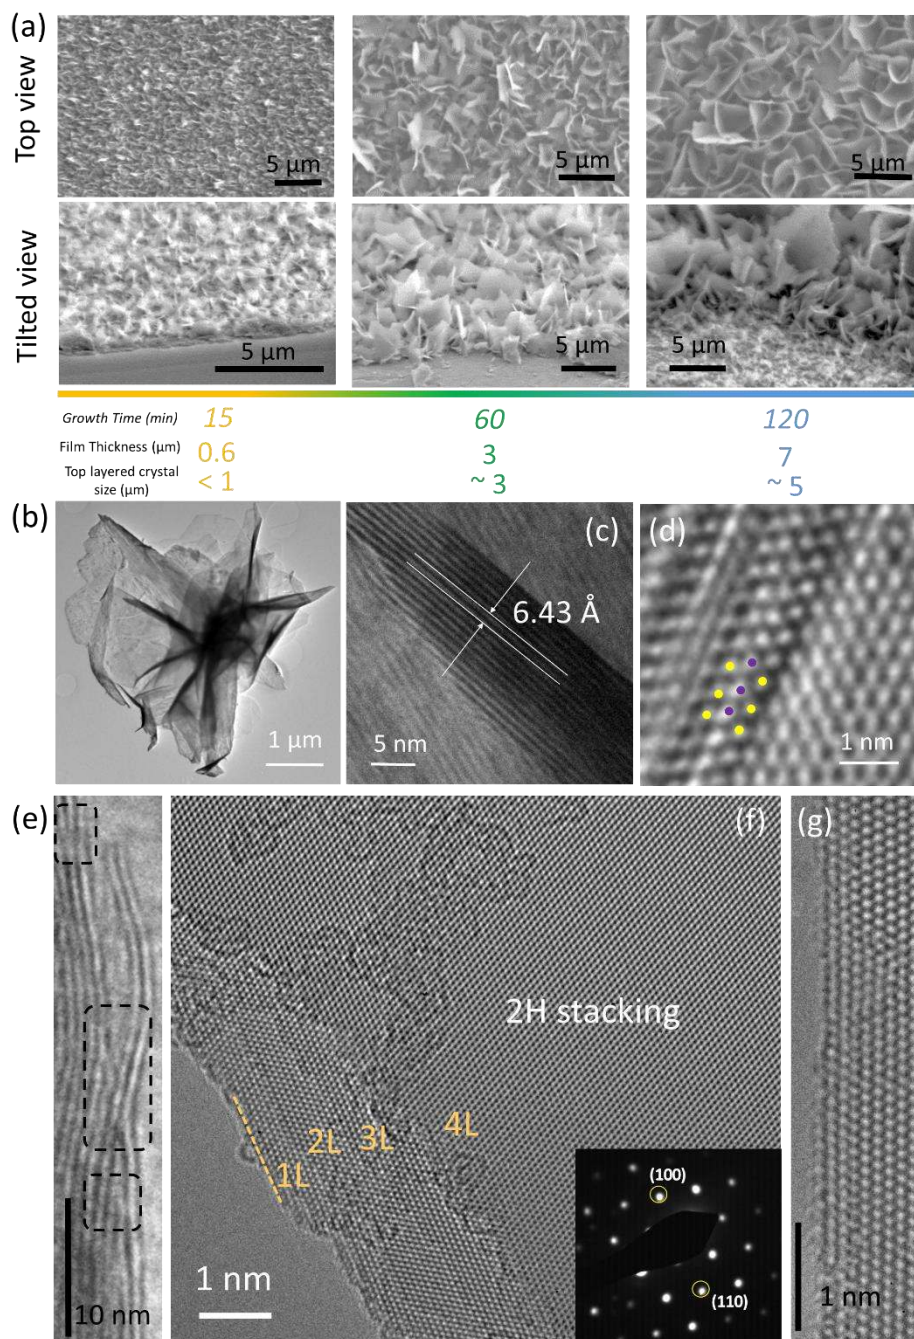 (a)
Top view
5 μm
5 μm
5 μm
Tilted view
5 μm
5 μm
5 μm
Growth Time (min) 15 60 120
Film Thickness (μm) 0.6 3 7
Top layered crystal
size (μm) < 1 ~ 3 ~ 5
(b)
1 μm
(c)
6.43 Å
5 nm
(d)
1 nm
(e)
10 nm
(f)
2H stacking
1L 2L 3L 4L
1 nm
(100)
(110)
(g)
1 nm